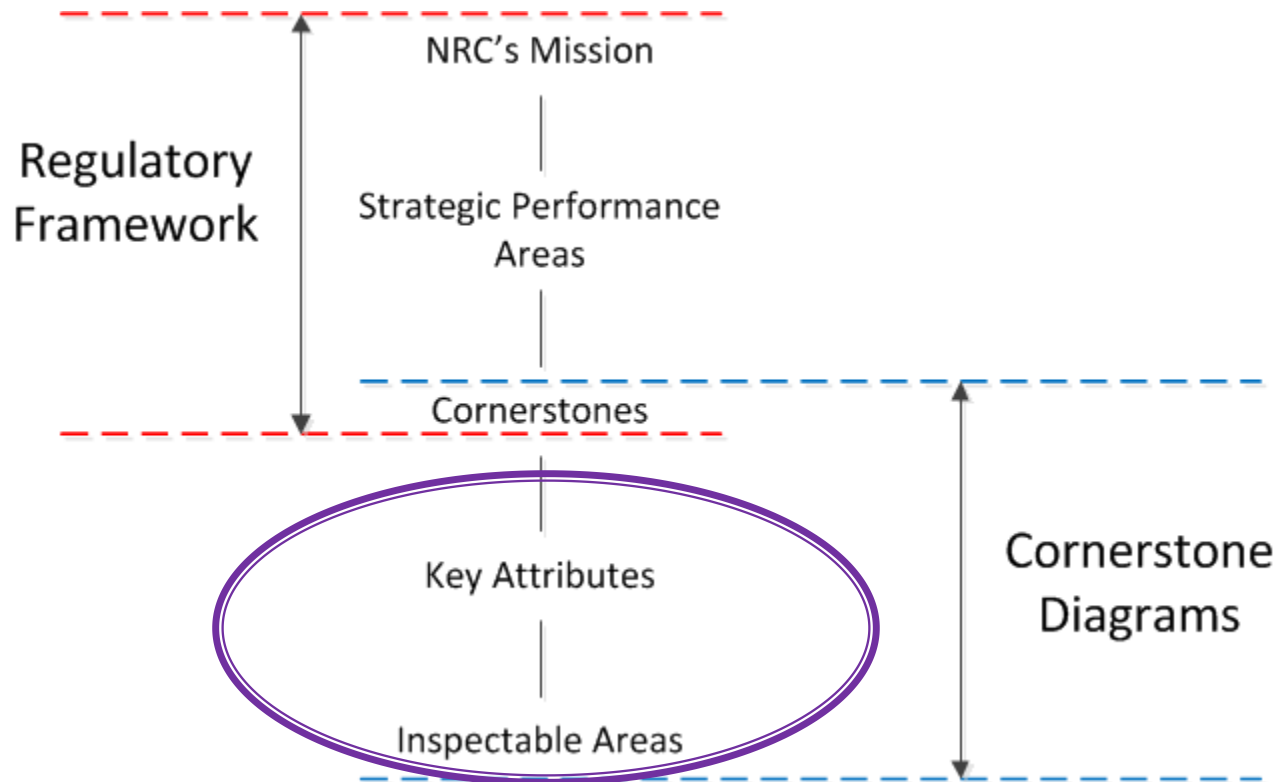 NRC’s Mission
Regulatory
Framework
Strategic Performance
Areas
Cornerstones
Key Attributes
Cornerstone
Diagrams
Inspectable Areas